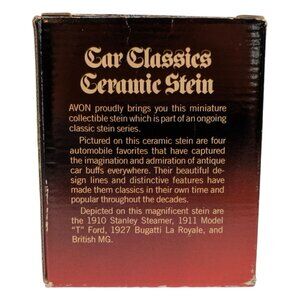 Car Classics
Ceramic Stein
AVON proudly brings you this miniature
collectible stein which is part of an ongoing
classic stein series.
Pictured on this ceramic stein are four
automobile favorites that have captured
the imagination and admiration of antique
car buffs everywhere. Their beautiful de-
sign lines and distinctive features have
made them classics in their own time and
popular throughout the decades.
Depicted on this magnificent stein are
the 1910 Stanley Steamer, 1911 Model
"T" Ford, 1927 Bugatti La Royale, and
British MG.